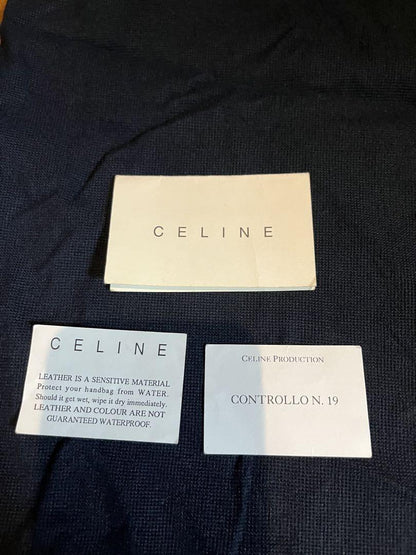 CELINE
CELINE
LEATHER IS A SENSITIVE MATERIAL
Protect your handbag from WATER.
Should it get wet, wipe it dry immediately.
LEATHER AND COLOUR ARE NOT
GUARANTEED WATERPROOF.
CELINE PRODUCTION
CONTROLLO N. 19